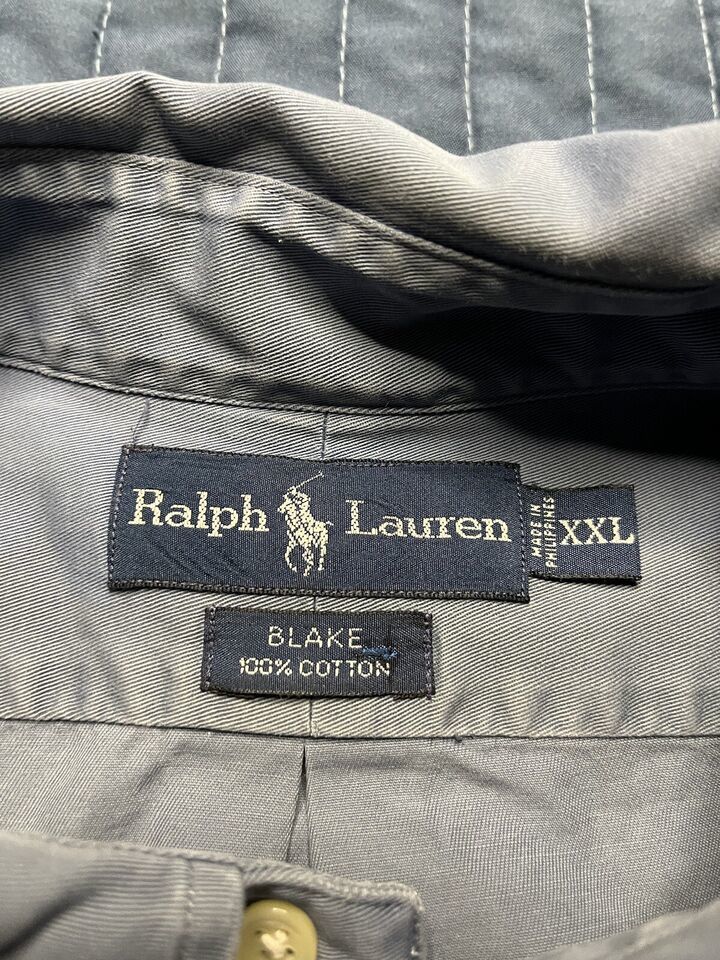 Ralph Lauren
MADE IN
PHILIPPINES
XXL
BLAKE
100% COTTON